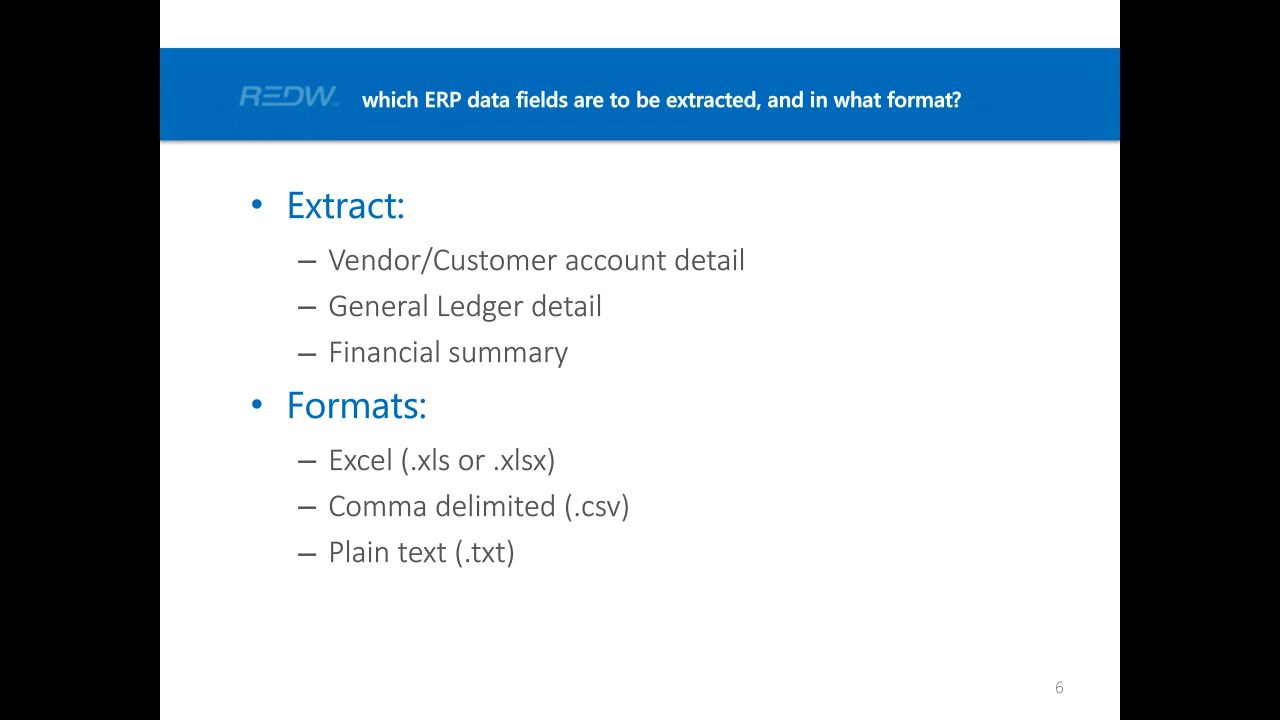 REDW
which ERP data fields are to be extracted, and in what format?
• Extract:
– Vendor/Customer account detail
– General Ledger detail
– Financial summary
• Formats:
– Excel (.xls or .xlsx)
– Comma delimited (.csv)
– Plain text (.txt)
6